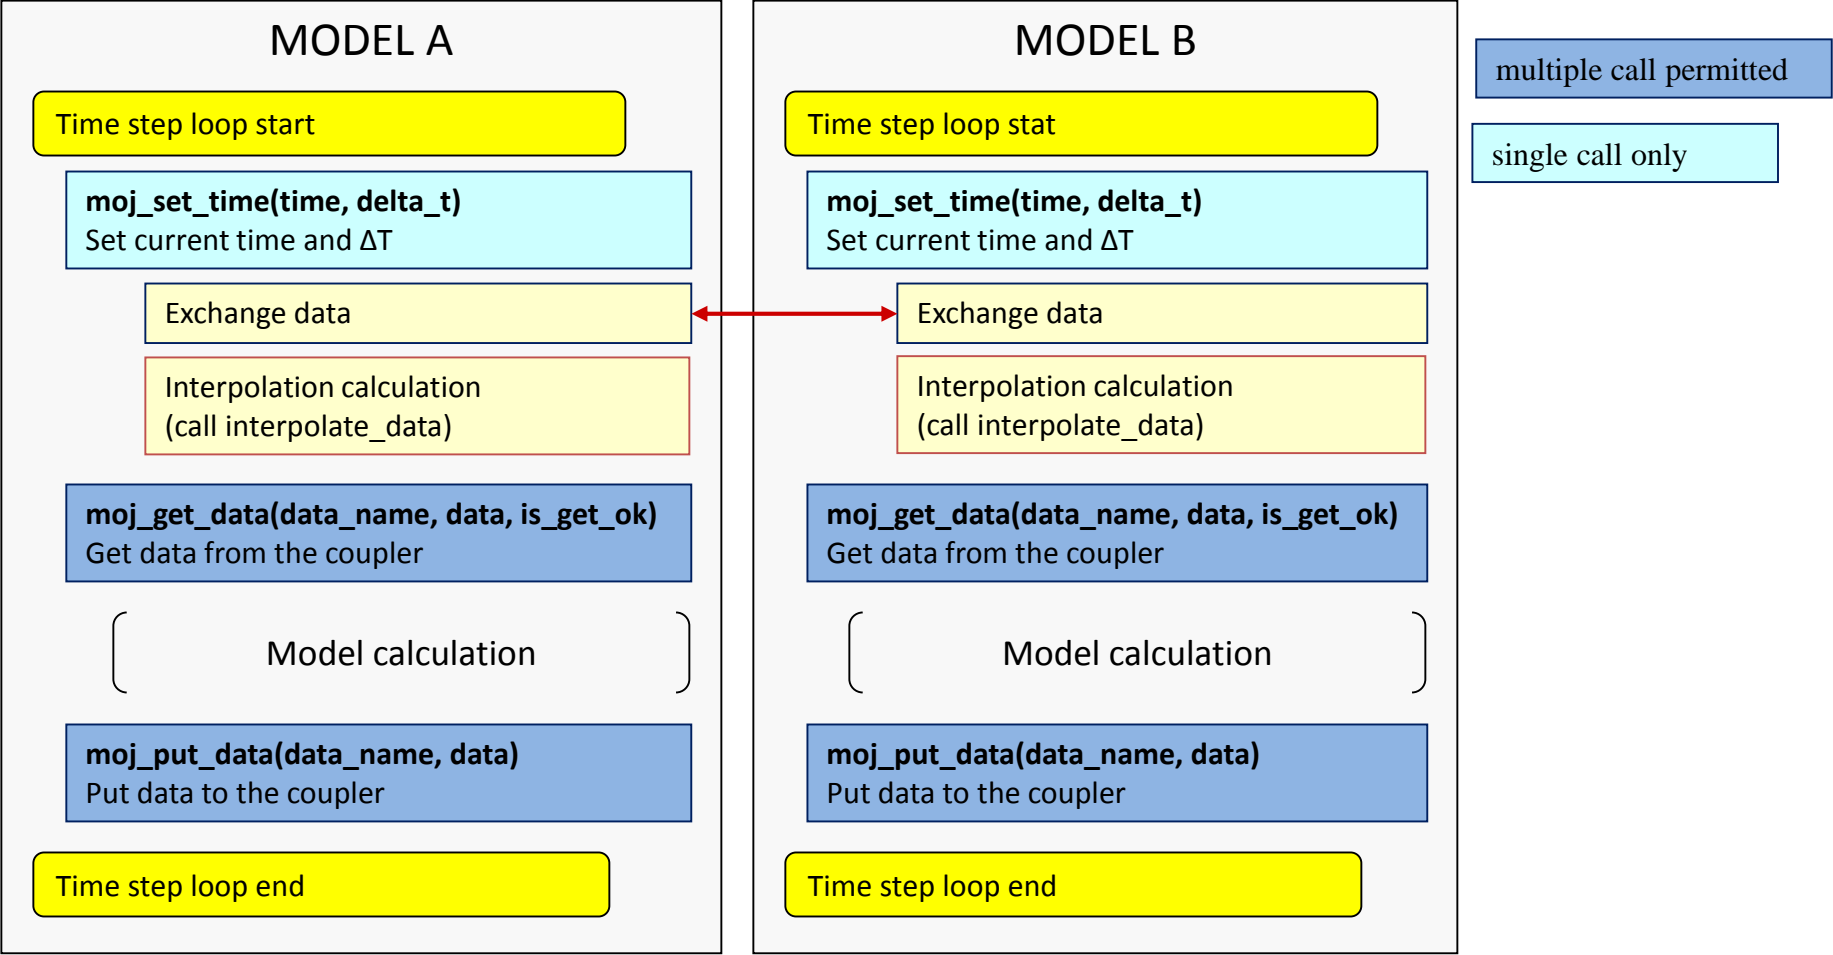 MODEL A
Time step loop start
moj_set_time(time, delta_t)
Set current time and ΔT
Exchange data
Interpolation calculation
(call interpolate_data)
moj_get_data(data_name, data, is_get_ok)
Get data from the coupler
Model calculation
moj_put_data(data_name, data)
Put data to the coupler
Time step loop end
MODEL B
Time step loop stat
moj_set_time(time, delta_t)
Set current time and ΔT
Exchange data
Interpolation calculation
(call interpolate_data)
moj_get_data(data_name, data, is_get_ok)
Get data from the coupler
Model calculation
moj_put_data(data_name, data)
Put data to the coupler
Time step loop end
multiple call permitted
single call only